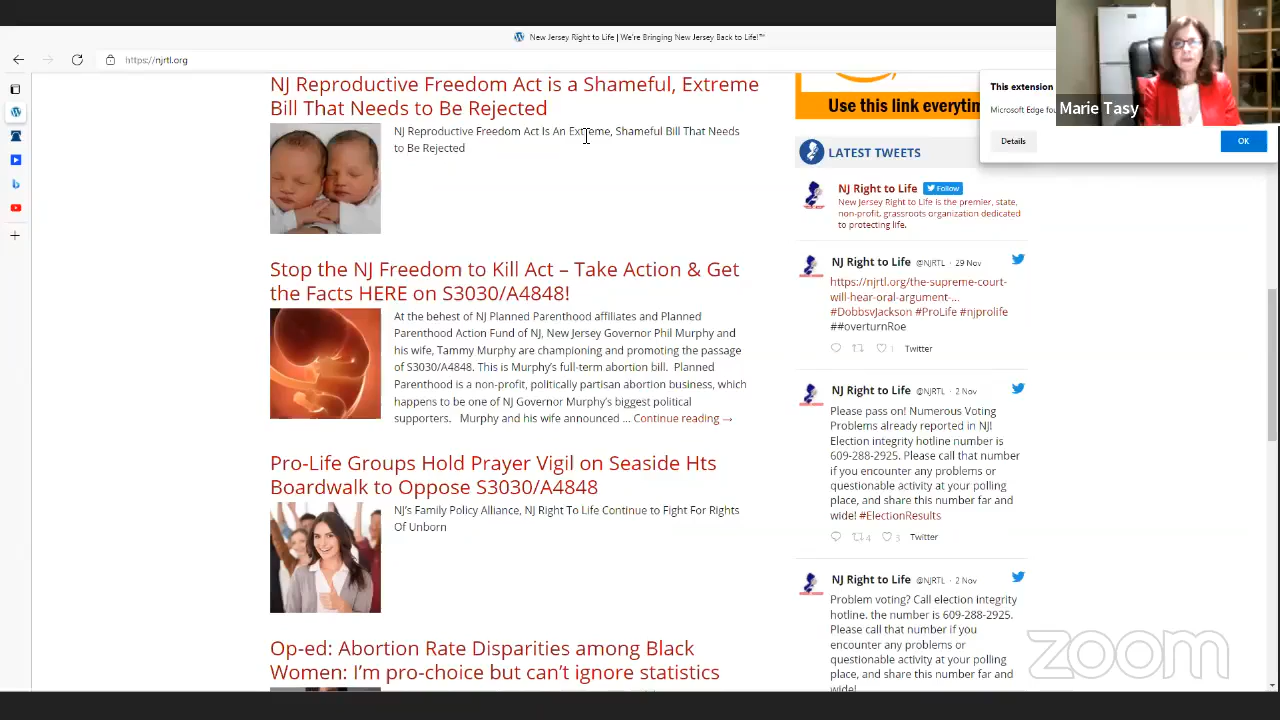 New Jersey Right to Life | We're Bringing New Jersey Back to Life!™
https://njrtl.org
NJ Reproductive Freedom Act is a Shameful, Extreme
Bill That Needs to Be Rejected
NJ Reproductive Freedom Act Is An Extreme, Shameful Bill That Needs
to Be Rejected
Stop the NJ Freedom to Kill Act – Take Action & Get
the Facts HERE on S3030/A4848!
At the behest of NJ Planned Parenthood affiliates and Planned
Parenthood Action Fund of NJ, New Jersey Governor Phil Murphy and
his wife, Tammy Murphy are championing and promoting the passage
of S3030/A4848. This is Murphy's full-term abortion bill. Planned
Parenthood is a non-profit, politically partisan abortion business, which
happens to be one of NJ Governor Murphy's biggest political
supporters. Murphy and his wife announced ... Continue reading →
Pro-Life Groups Hold Prayer Vigil on Seaside Hts
Boardwalk to Oppose S3030/A4848
NJ's Family Policy Alliance, NJ Right To Life Continue to Fight For Rights
Of Unborn
Op-ed: Abortion Rate Disparities among Black
Women: I'm pro-choice but can't ignore statistics
Use this link everytin
LATEST TWEETS
NJ Right to Life Follow
New Jersey Right to Life is the premier, state,
non-profit, grassroots organization dedicated
to protecting life.
NJ Right to Life @NJRTL · 29 Nov
https://njrtl.org/the-supreme-court-
will-hear-oral-argument-...
#DobbsvJackson #ProLife #njprolife
##overturnRoe
1 Twitter
NJ Right to Life @NJRTL · 2 Nov
Please pass on! Numerous Voting
Problems already reported in NJ!
Election integrity hotline number is
609-288-2925. Please call that number
if you encounter any problems or
questionable activity at your polling
place, and share this number far and
wide! #ElectionResults
4 3 Twitter
NJ Right to Life @NJRTL · 2 Nov
Problem voting? Call election integrity
hotline. the number is 609-288-2925.
Please call that number if you
encounter any problems or
questionable activity at your polling
place, and share this number far and
wide!
This extension
Microsoft Edge fou
Details
OK
Marie Tasy
zoom